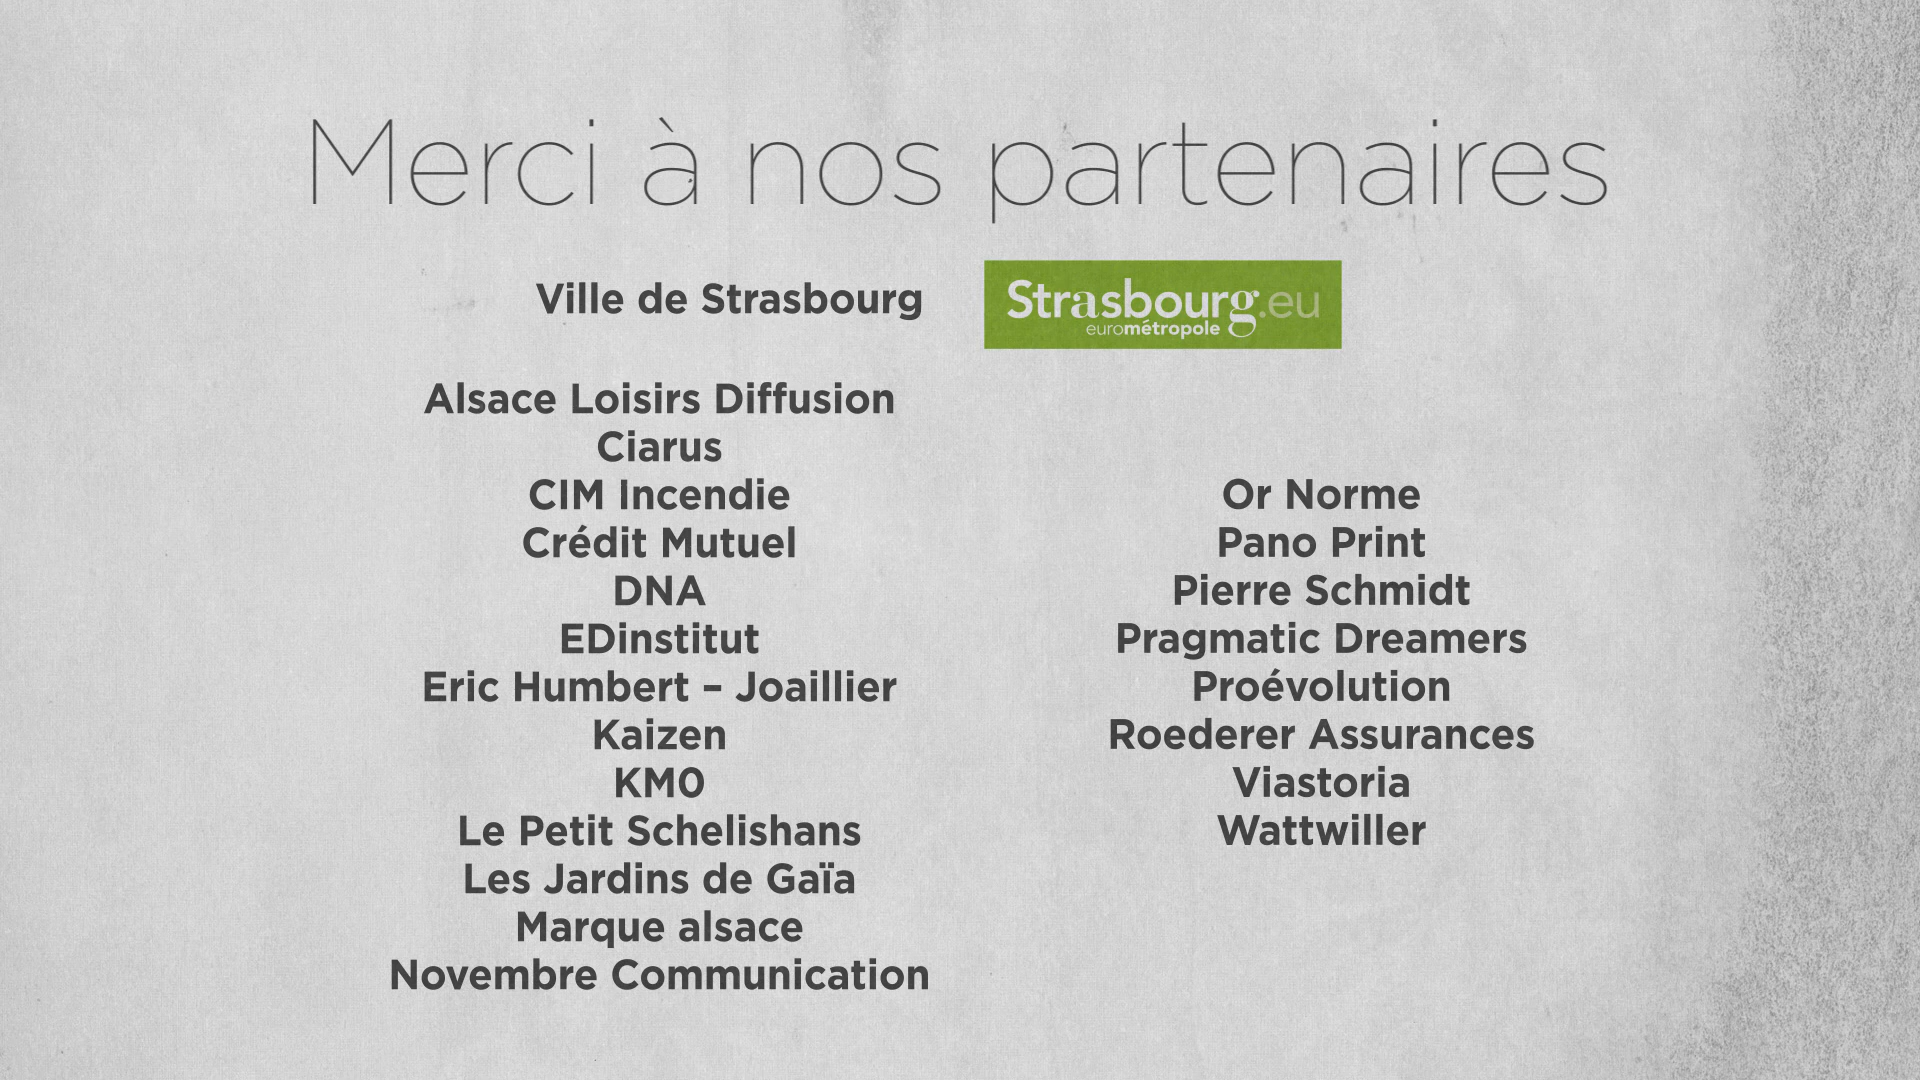 Merci à nos partenaires
Ville de Strasbourg
Strasbourg.eu
eurométropole
Alsace Loisirs Diffusion
Ciarus
CIM Incendie
Crédit Mutuel
DNA
EDinstitut
Eric Humbert – Joaillier
Kaizen
KM0
Le Petit Schelishans
Les Jardins de Gaïa
Marque alsace
Novembre Communication
Or Norme
Pano Print
Pierre Schmidt
Pragmatic Dreamers
Proévolution
Roederer Assurances
Viastoria
Wattwiller